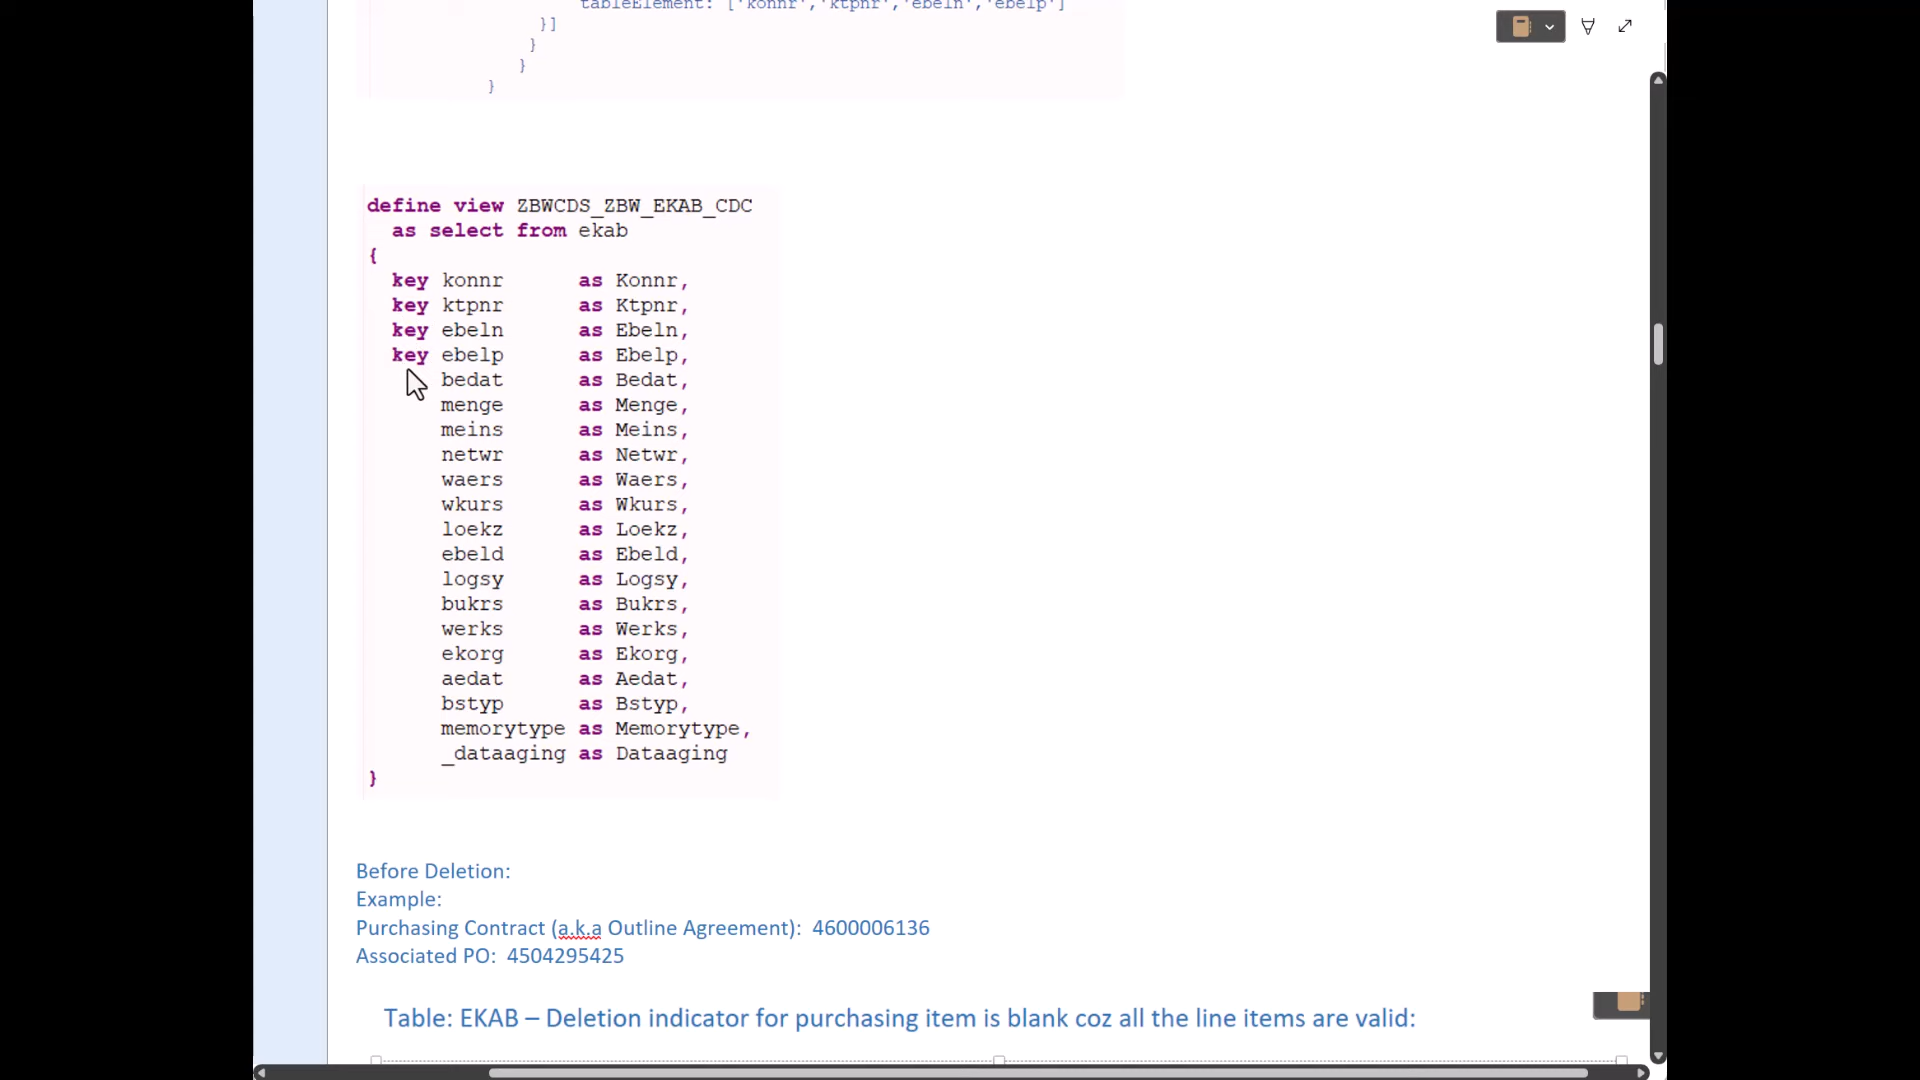 tableElement: ['konnr','ktpnr','ebeln','ebelp']
}]
}
}
}
define view ZBWCDS_ZBW_EKAB_CDC
as select from ekab
{
key konnr as Konnr,
key ktpnr as Ktpnr,
key ebeln as Ebeln,
key ebelp as Ebelp,
bedat as Bedat,
menge as Menge,
meins as Meins,
netwr as Netwr,
waers as Waers,
wkurs as Wkurs,
loekz as Loekz,
ebeld as Ebeld,
logsy as Logsy,
bukrs as Bukrs,
werks as Werks,
ekorg as Ekorg,
aedat as Aedat,
bstyp as Bstyp,
memorytype as Memorytype,
_dataaging as Dataaging
}
Before Deletion:
Example:
Purchasing Contract (a.k.a Outline Agreement): 4600006136
Associated PO: 4504295425
Table: EKAB – Deletion indicator for purchasing item is blank coz all the line items are valid: